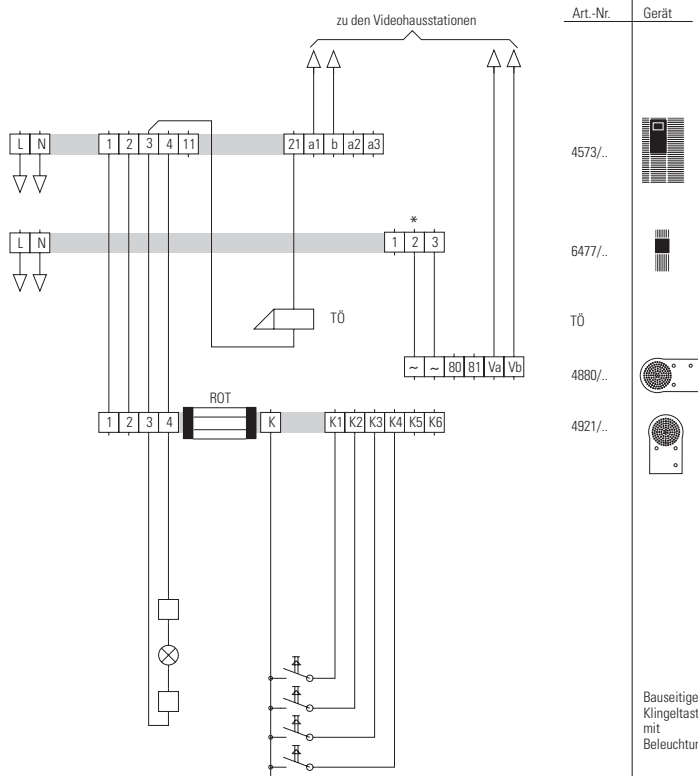 zu den Videohausstationen
Art.-Nr. Gerät
L N 1 2 3 4 11 21 a1 b a2 a3
4573/..
*
L N 1 2 3
6477/..
TÖ
TÖ
~ ~ 80 81 Va Vb
4880/..
ROT
1 2 3 4 K K1 K2 K3 K4 K5 K6
4921/..
Bauseitige
Klingeltast
mit
Beleuchtun